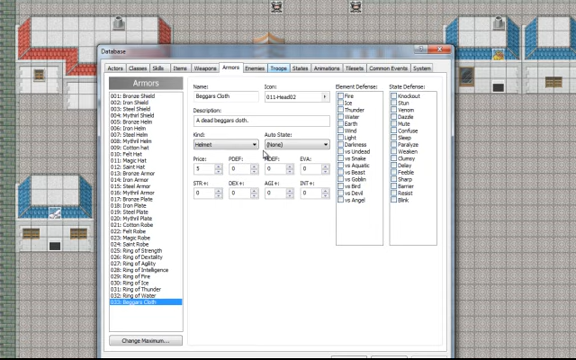 Database
Actors Classes Skills Items Weapons Armors Enemies Troops States Animations Tilesets Common Events System
Armors
001: Bronze Shield
002: Iron Shield
003: Steel Shield
004: Mythril Shield
005: Bronze Helm
006: Iron Helm
007: Steel Helm
008: Mythril Helm
009: Cotton hat
010: Felt Hat
011: Magic Hat
012: Saint Hat
013: Bronze Armor
014: Iron Armor
015: Steel Armor
016: Mythril Armor
017: Bronze Plate
018: Iron Plate
019: Steel Plate
020: Mythril Plate
021: Cotton Robe
022: Felt Robe
023: Magic Robe
024: Saint Robe
025: Ring of Strength
026: Ring of Dextality
027: Ring of Agility
028: Ring of Intelligence
029: Ring of Fire
030: Ring of Ice
031: Ring of Thunder
032: Ring of Water
033: Beggars Cloth
Change Maximum...
Name:
Beggars Cloth
Icon:
011-Head02
Description:
A dead beggars cloth.
Kind:
Helmet
Auto State:
(None)
Price: PDEF: MDEF: EVA:
5 0 0 0
STR+: DEX+: AGI+: INT+:
0 0 0 0
Element Defense:
Fire
Ice
Thunder
Water
Earth
Wind
Light
Darkness
vs Undead
vs Snake
vs Aquatic
vs Beast
vs Goblin
vs Bird
vs Devil
vs Angel
State Defense:
Knockout
Stun
Venom
Dazzle
Mute
Confuse
Sleep
Paralyze
Weaken
Clumsy
Delay
Feeble
Sharp
Barrier
Resist
Blink